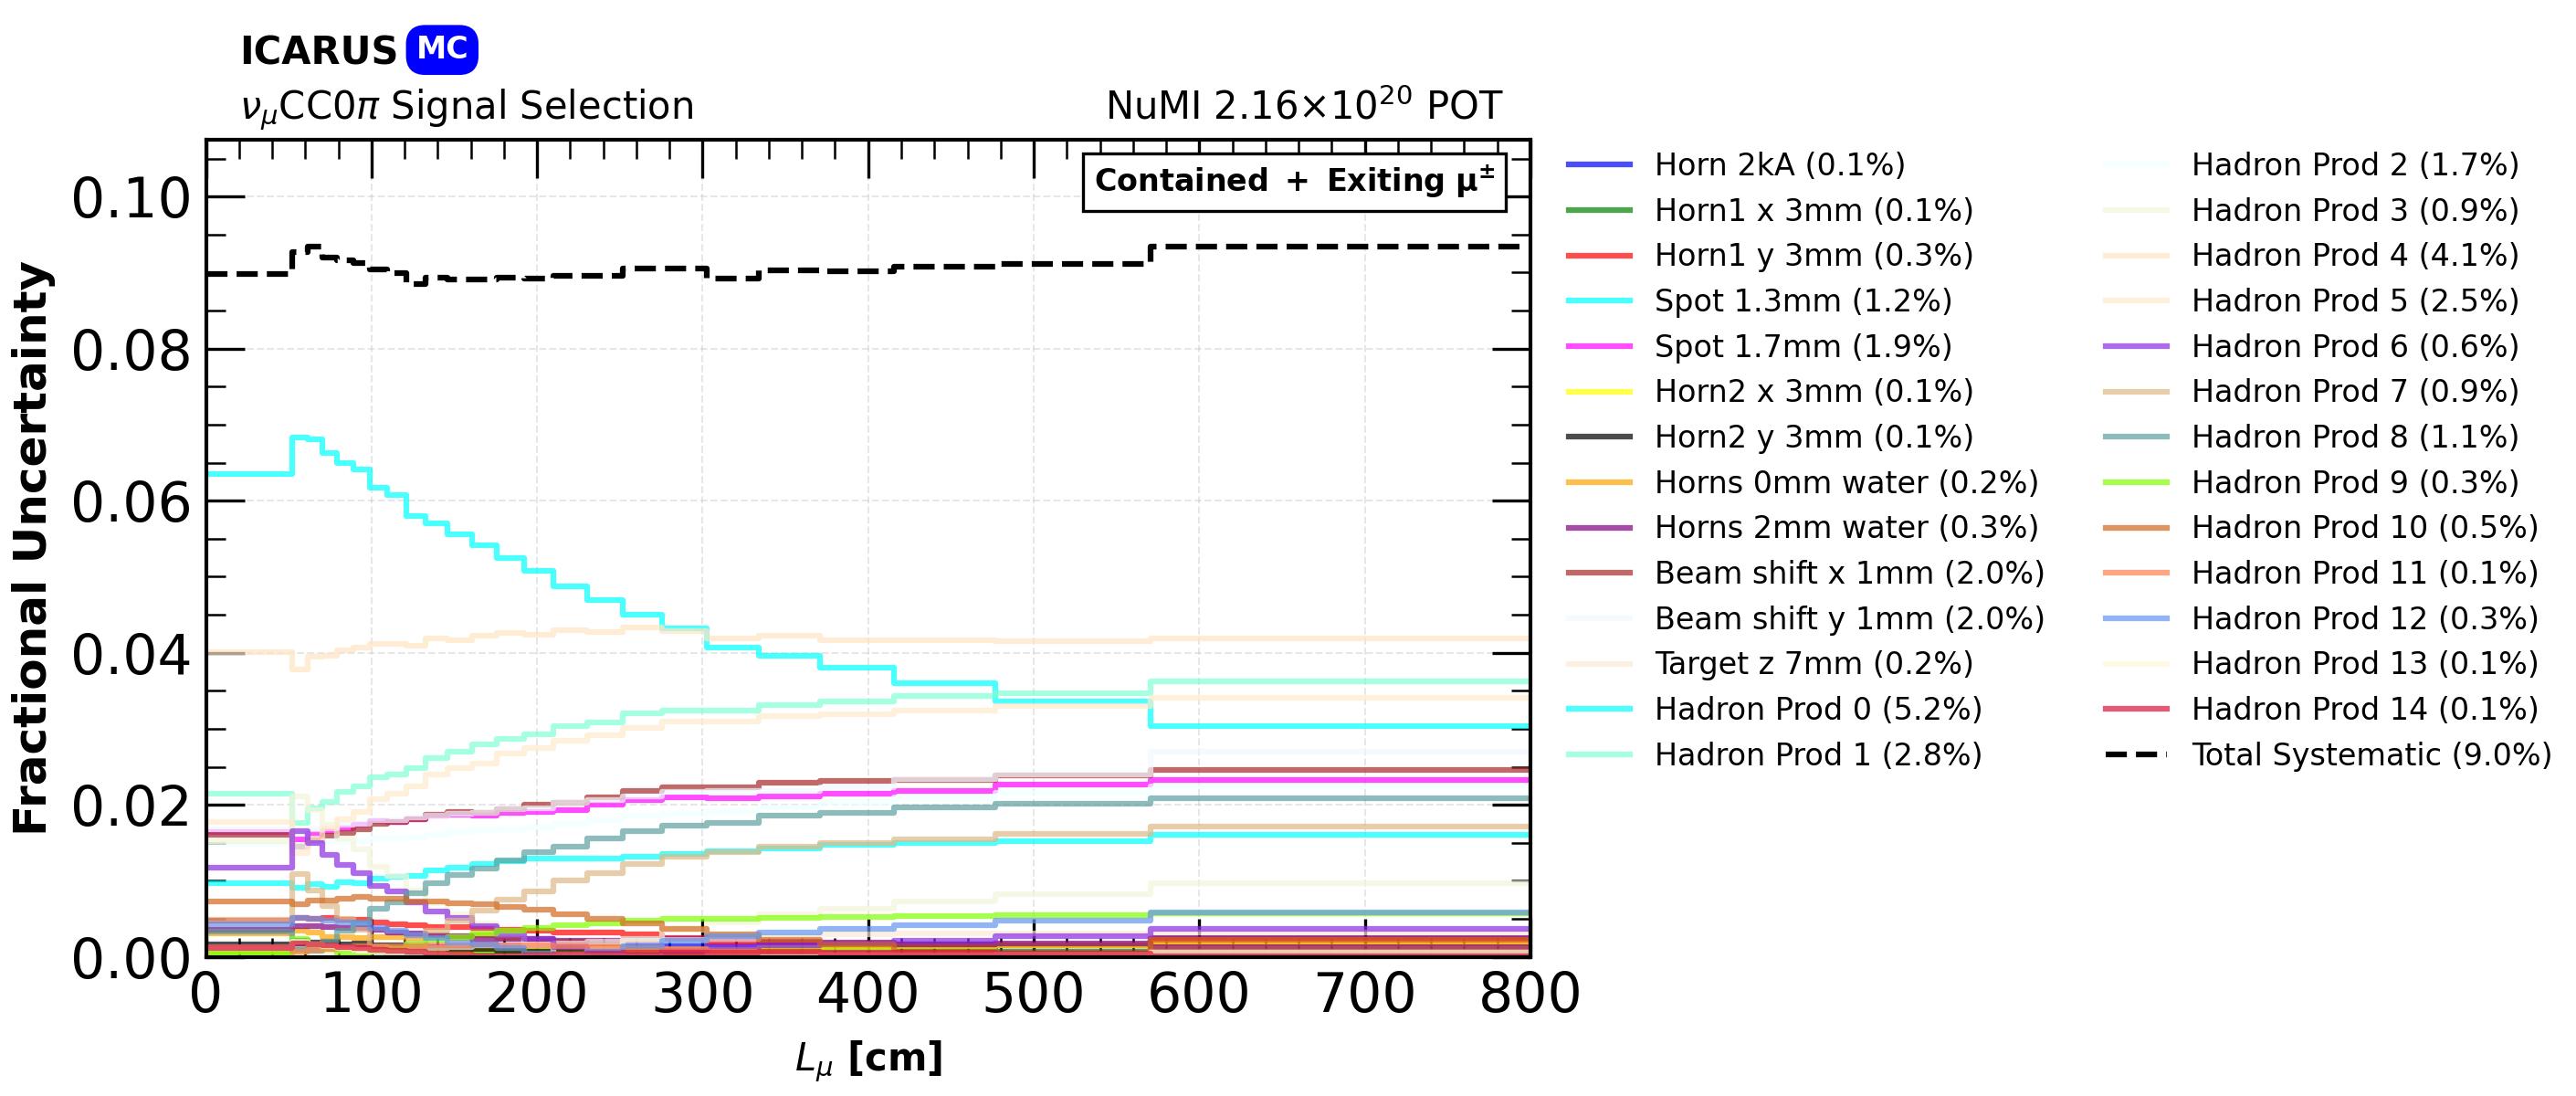 ICARUS MC
νμCC0π Signal Selection
NuMI 2.16×10²⁰ POT
Contained + Exiting μ±
Fractional Uncertainty
0.10
0.08
0.06
0.04
0.02
0.00
0 100 200 300 400 500 600 700 800
Lμ [cm]
Horn 2kA (0.1%)
Horn1 x 3mm (0.1%)
Horn1 y 3mm (0.3%)
Spot 1.3mm (1.2%)
Spot 1.7mm (1.9%)
Horn2 x 3mm (0.1%)
Horn2 y 3mm (0.1%)
Horns 0mm water (0.2%)
Horns 2mm water (0.3%)
Beam shift x 1mm (2.0%)
Beam shift y 1mm (2.0%)
Target z 7mm (0.2%)
Hadron Prod 0 (5.2%)
Hadron Prod 1 (2.8%)
Hadron Prod 2 (1.7%)
Hadron Prod 3 (0.9%)
Hadron Prod 4 (4.1%)
Hadron Prod 5 (2.5%)
Hadron Prod 6 (0.6%)
Hadron Prod 7 (0.9%)
Hadron Prod 8 (1.1%)
Hadron Prod 9 (0.3%)
Hadron Prod 10 (0.5%)
Hadron Prod 11 (0.1%)
Hadron Prod 12 (0.3%)
Hadron Prod 13 (0.1%)
Hadron Prod 14 (0.1%)
Total Systematic (9.0%)